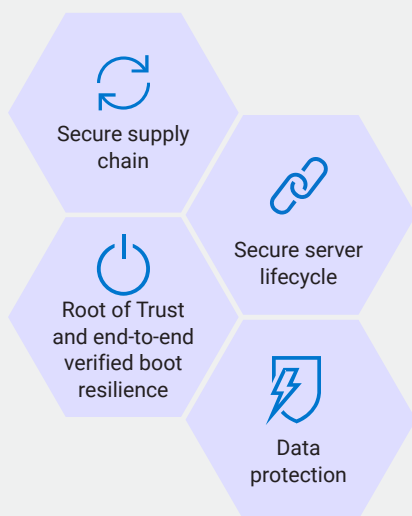 Secure supply
chain
Secure server
lifecycle
Root of Trust
and end-to-end
verified boot
resilience
Data
protection